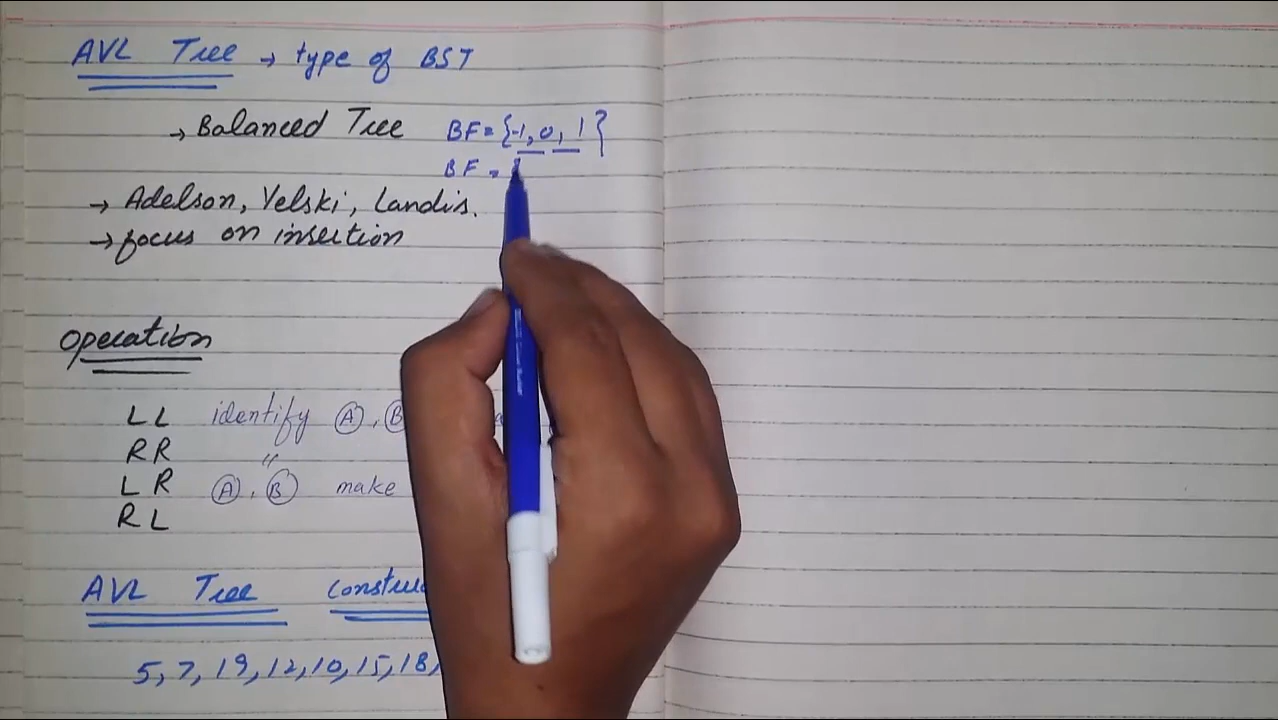 AVL Tree → type of BST
→ Balanced Tree BF = {-1, 0, 1}
BF =
→ Adelson, Velski, Landis.
→ focus on insertion
Operation
LL identify A, B
RR "
LR A, B make
RL
AVL Tree
5, 7, 19, 12, 10, 15, 18,